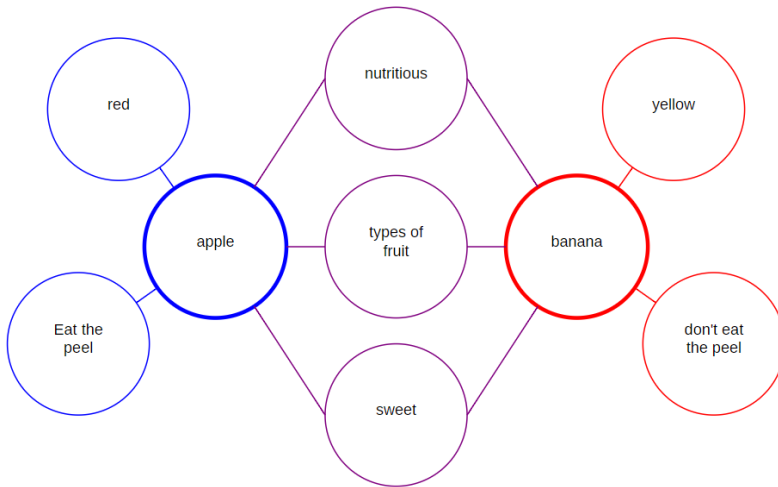 nutritious
red
yellow
types of
fruit
apple
banana
Eat the
peel
don't eat
the peel
sweet